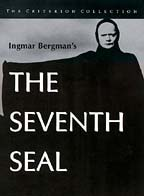 THE CRITERION COLLECTION
Ingmar Bergman's
THE
SEVENTH
SEAL